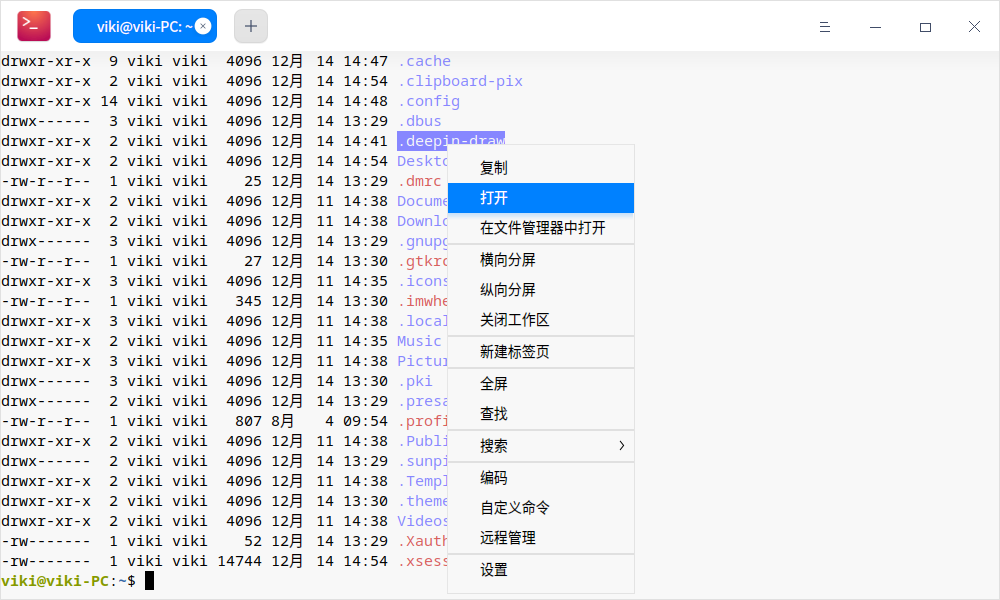 viki@viki-PC: ~
drwxr-xr-x  9 viki viki  4096 12月 14 14:47 .cache
drwxr-xr-x  2 viki viki  4096 12月 14 14:54 .clipboard-pix
drwxr-xr-x 14 viki viki  4096 12月 14 14:48 .config
drwx------  3 viki viki  4096 12月 14 13:29 .dbus
drwxr-xr-x  2 viki viki  4096 12月 14 14:41 .deepin-draw
drwxr-xr-x  2 viki viki  4096 12月 14 14:54 Deskto
-rw-r--r--  1 viki viki    25 12月 14 13:29 .dmrc
drwxr-xr-x  2 viki viki  4096 12月 11 14:38 Docume
drwxr-xr-x  2 viki viki  4096 12月 11 14:38 Downlo
drwx------  3 viki viki  4096 12月 14 13:29 .gnupg
-rw-r--r--  1 viki viki    27 12月 14 13:30 .gtkrc
drwxr-xr-x  3 viki viki  4096 12月 11 14:35 .icons
-rw-r--r--  1 viki viki   345 12月 14 13:30 .imwhe
drwxr-xr-x  3 viki viki  4096 12月 11 14:38 .local
drwxr-xr-x  2 viki viki  4096 12月 11 14:35 Music
drwxr-xr-x  3 viki viki  4096 12月 11 14:38 Pictur
drwx------  3 viki viki  4096 12月 14 13:30 .pki
drwx------  2 viki viki  4096 12月 14 13:29 .presa
-rw-r--r--  1 viki viki   807 8月   4 09:54 .profi
drwxr-xr-x  2 viki viki  4096 12月 11 14:38 .Publi
drwx------  2 viki viki  4096 12月 14 13:29 .sunpi
drwxr-xr-x  2 viki viki  4096 12月 11 14:38 .Templ
drwxr-xr-x  2 viki viki  4096 12月 14 13:30 .theme
drwxr-xr-x  2 viki viki  4096 12月 11 14:38 Videos
-rw-------  1 viki viki    52 12月 14 13:29 .Xauth
-rw-------  1 viki viki 14744 12月 14 14:54 .xsess
viki@viki-PC:~$
复制
打开
在文件管理器中打开
横向分屏
纵向分屏
关闭工作区
新建标签页
全屏
查找
搜索
编码
自定义命令
远程管理
设置